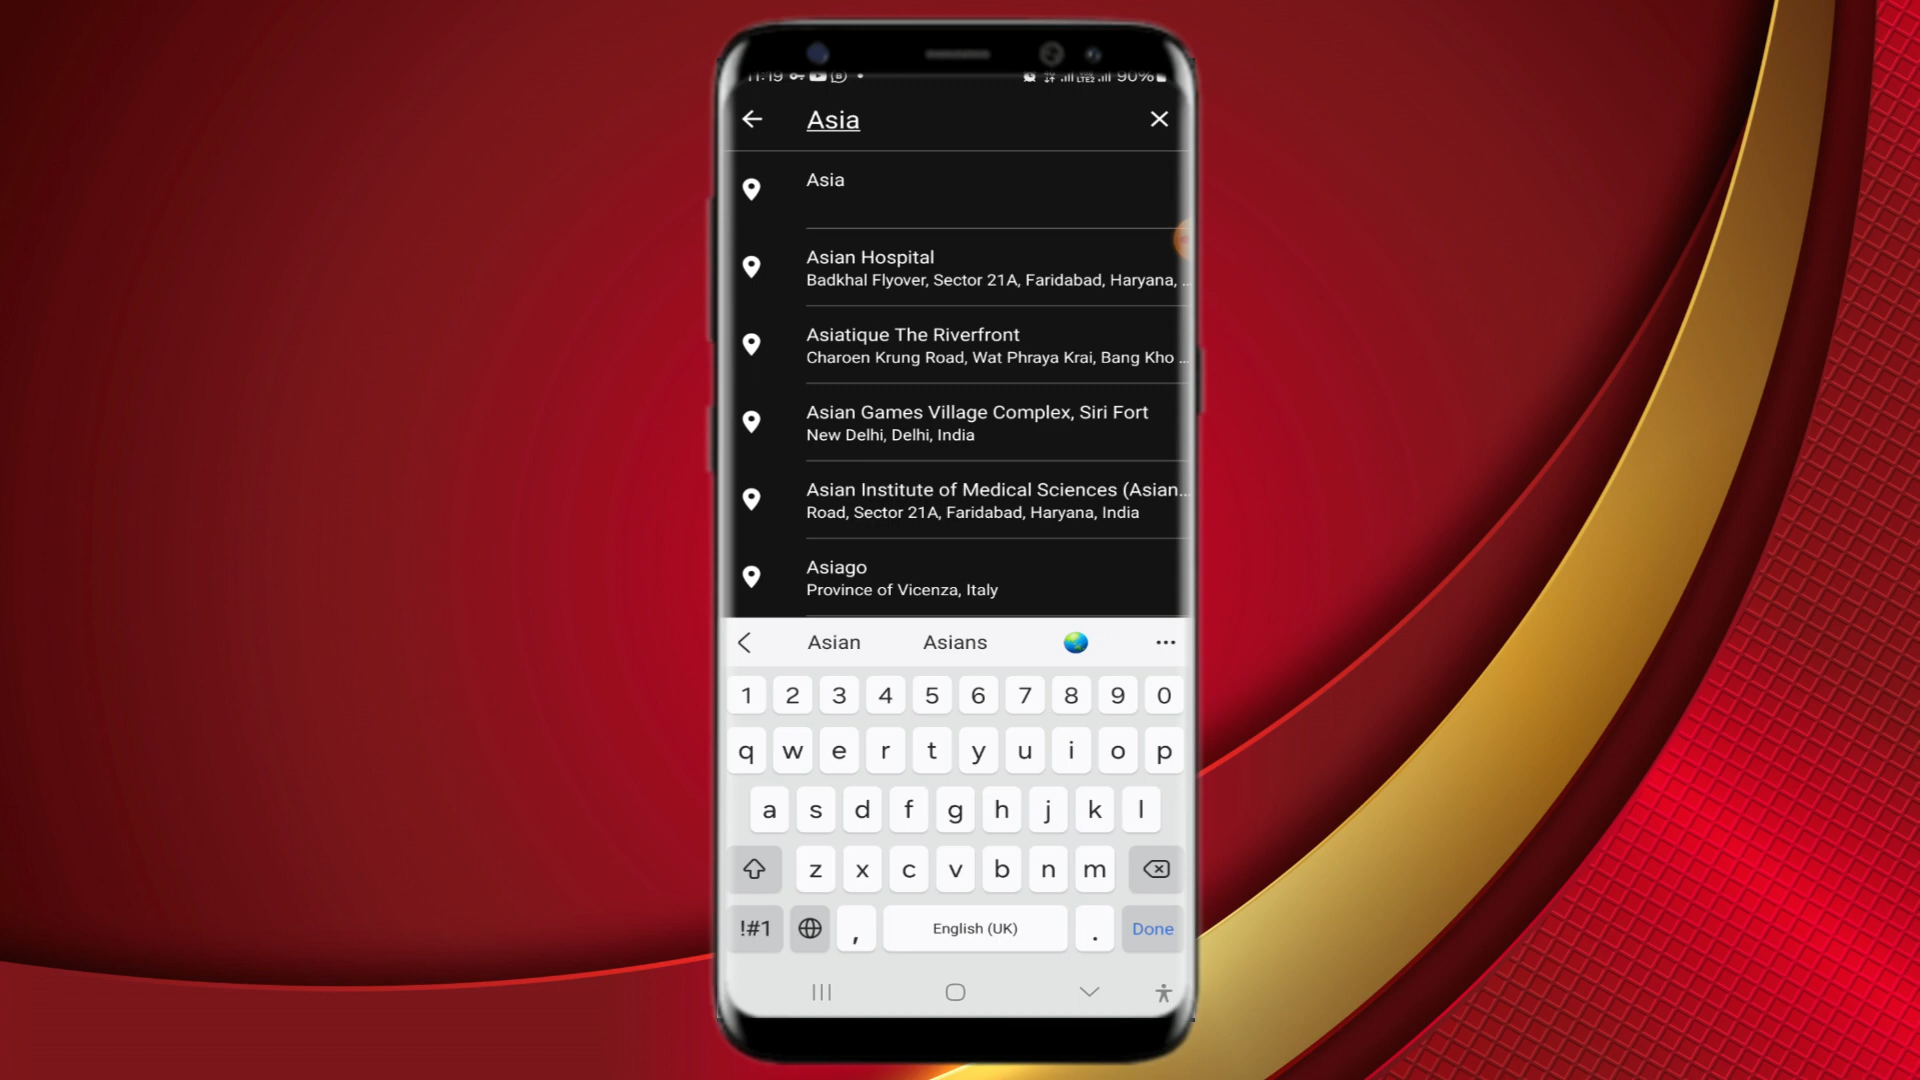 11:19 90%
Asia
Asia
Asian Hospital
Badkhal Flyover, Sector 21A, Faridabad, Haryana, ...
Asiatique The Riverfront
Charoen Krung Road, Wat Phraya Krai, Bang Kho ...
Asian Games Village Complex, Siri Fort
New Delhi, Delhi, India
Asian Institute of Medical Sciences (Asian...
Road, Sector 21A, Faridabad, Haryana, India
Asiago
Province of Vicenza, Italy
Asian Asians
1 2 3 4 5 6 7 8 9 0
q w e r t y u i o p
a s d f g h j k l
z x c v b n m
!#1 , English (UK) . Done